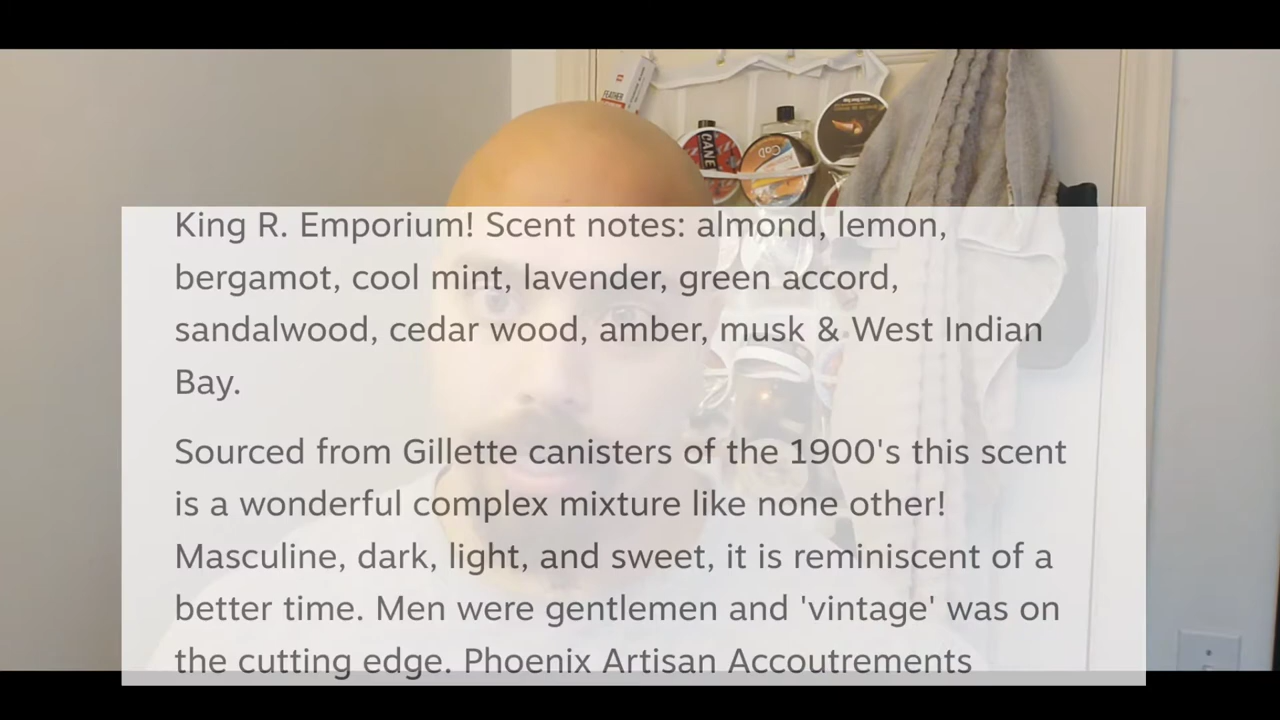 FEATHER
CANE
CoD
King R. Emporium! Scent notes: almond, lemon,
bergamot, cool mint, lavender, green accord,
sandalwood, cedar wood, amber, musk & West Indian
Bay.
Sourced from Gillette canisters of the 1900's this scent
is a wonderful complex mixture like none other!
Masculine, dark, light, and sweet, it is reminiscent of a
better time. Men were gentlemen and 'vintage' was on
the cutting edge. Phoenix Artisan Accoutrements